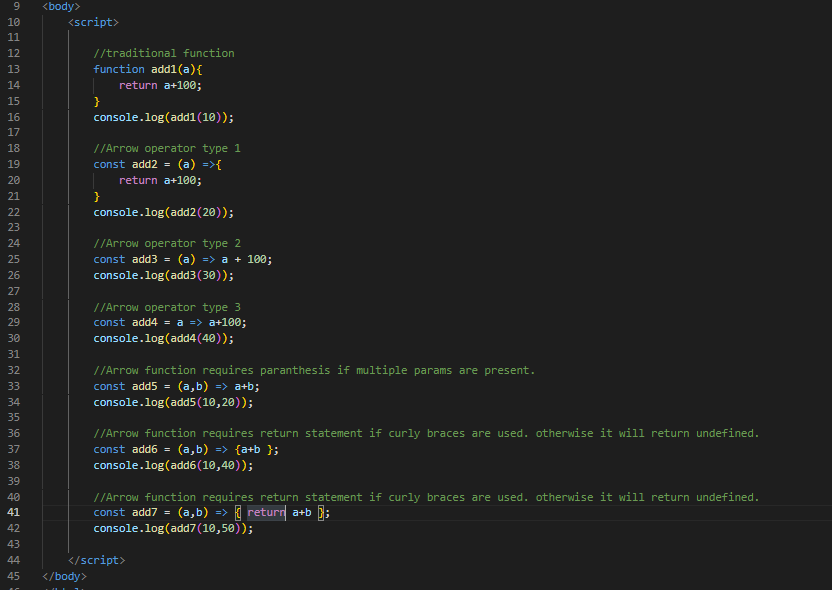 9 <body>
10 <script>
11
12 //traditional function
13 function add1(a){
14 return a+100;
15 }
16 console.log(add1(10));
17
18 //Arrow operator type 1
19 const add2 = (a) =>{
20 return a+100;
21 }
22 console.log(add2(20));
23
24 //Arrow operator type 2
25 const add3 = (a) => a + 100;
26 console.log(add3(30));
27
28 //Arrow operator type 3
29 const add4 = a => a+100;
30 console.log(add4(40));
31
32 //Arrow function requires paranthesis if multiple params are present.
33 const add5 = (a,b) => a+b;
34 console.log(add5(10,20));
35
36 //Arrow function requires return statement if curly braces are used. otherwise it will return undefined.
37 const add6 = (a,b) => {a+b };
38 console.log(add6(10,40));
39
40 //Arrow function requires return statement if curly braces are used. otherwise it will return undefined.
41 const add7 = (a,b) => { return a+b };
42 console.log(add7(10,50));
43
44 </script>
45 </body>